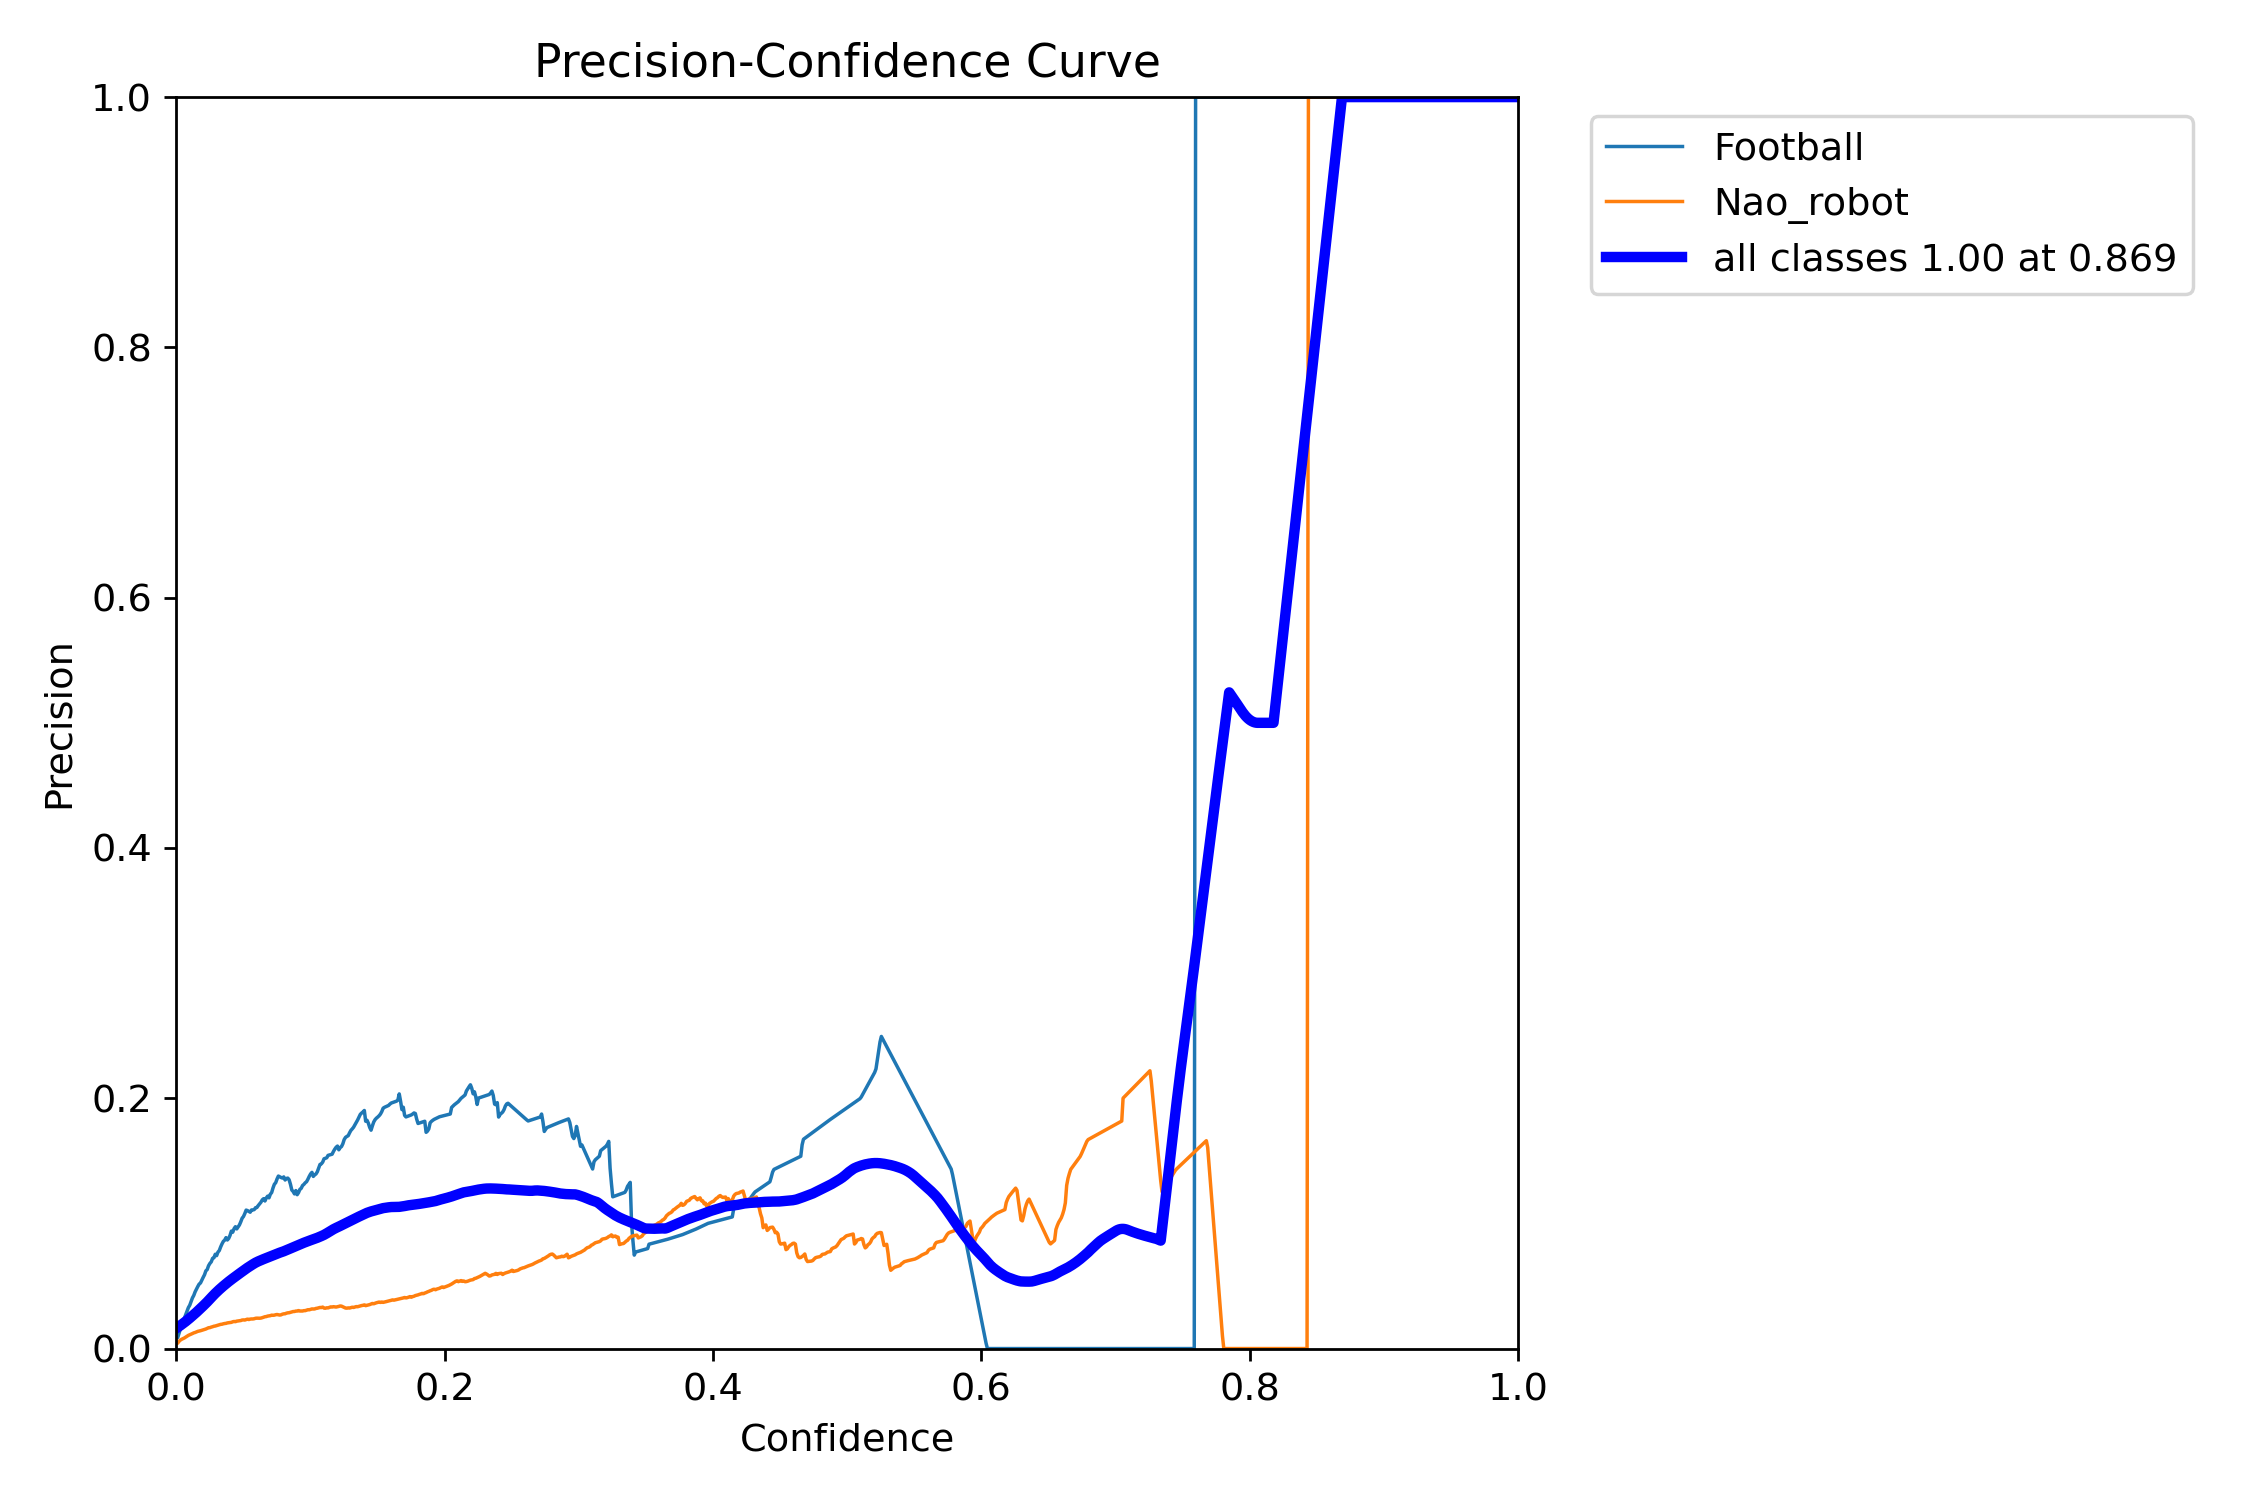 Precision-Confidence Curve
1.0
0.8
0.6
0.4
0.2
0.0
Precision
0.0 0.2 0.4 0.6 0.8 1.0
Confidence
Football
Nao_robot
all classes 1.00 at 0.869